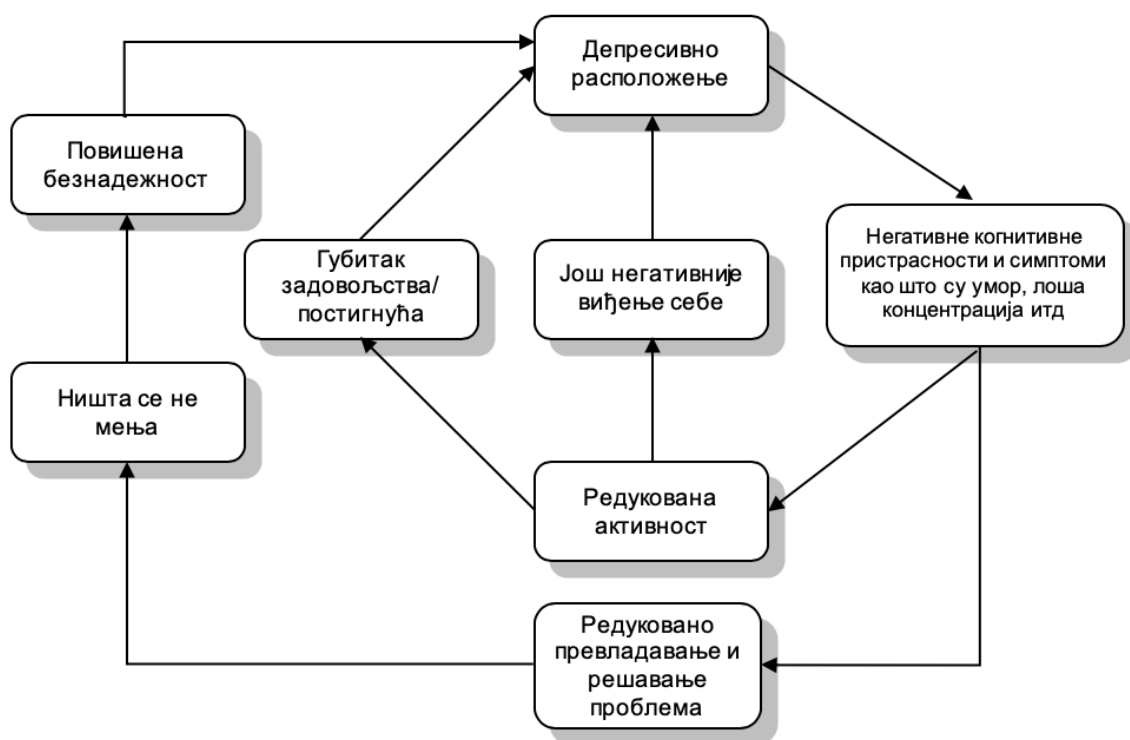 Депресивно
расположење
Повишена
безнадежност
Негативне когнитивне
пристрасности и симптоми
као што су умор, лоша
концентрација итд
Губитак
задовољства/
постигнућа
Још негативније
виђење себе
Ништа се не
мења
Редукована
активност
Редуковано
превладавање и
решавање
проблема